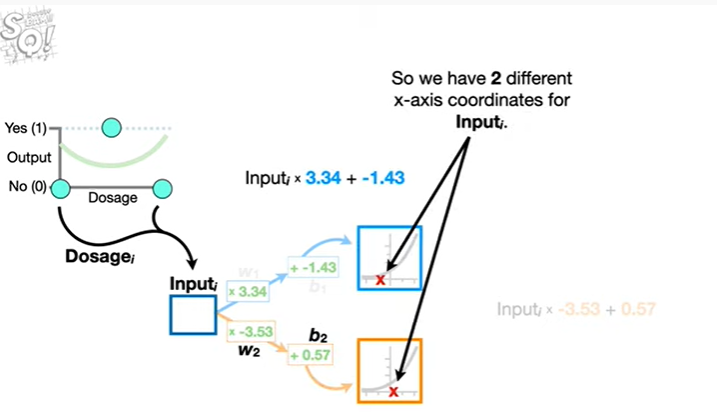 SQ!
So we have 2 different
x-axis coordinates for
Inputᵢ.
Yes (1)
Output
No (0)
Dosage
Inputᵢ × 3.34 + -1.43
Dosageᵢ
Inputᵢ
w₁
× 3.34
+ -1.43
b₁
x
Inputᵢ × -3.53 + 0.57
× -3.53
w₂
b₂
+ 0.57
x